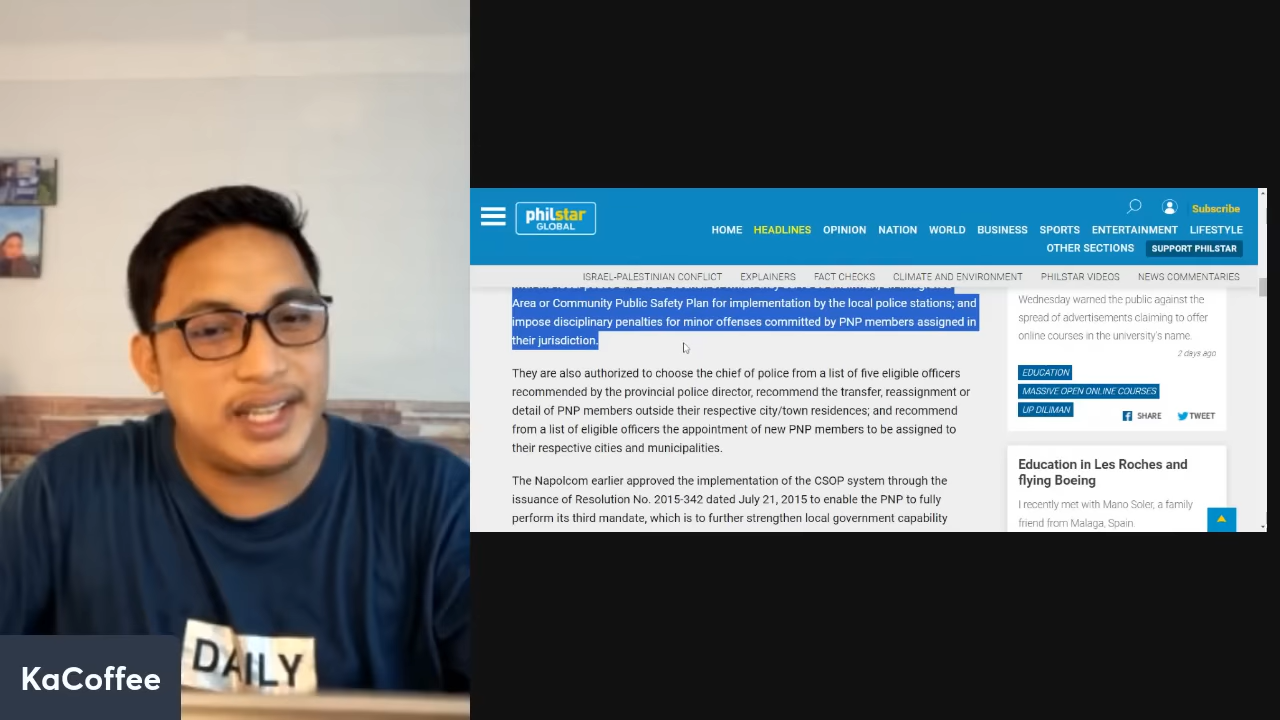 DAILY
KaCoffee
philstar
GLOBAL
Subscribe
HOME HEADLINES OPINION NATION WORLD BUSINESS SPORTS ENTERTAINMENT LIFESTYLE
OTHER SECTIONS SUPPORT PHILSTAR
ISRAEL-PALESTINIAN CONFLICT EXPLAINERS FACT CHECKS CLIMATE AND ENVIRONMENT PHILSTAR VIDEOS NEWS COMMENTARIES
Area or Community Public Safety Plan for implementation by the local police stations; and
impose disciplinary penalties for minor offenses committed by PNP members assigned in
their jurisdiction.
They are also authorized to choose the chief of police from a list of five eligible officers
recommended by the provincial police director, recommend the transfer, reassignment or
detail of PNP members outside their respective city/town residences; and recommend
from a list of eligible officers the appointment of new PNP members to be assigned to
their respective cities and municipalities.
The Napolcom earlier approved the implementation of the CSOP system through the
issuance of Resolution No. 2015-342 dated July 21, 2015 to enable the PNP to fully
perform its third mandate, which is to further strengthen local government capability
Wednesday warned the public against the
spread of advertisements claiming to offer
online courses in the university's name.
2 days ago
EDUCATION
MASSIVE OPEN ONLINE COURSES
UP DILIMAN
SHARE TWEET
Education in Les Roches and
flying Boeing
I recently met with Mano Soler, a family
friend from Malaga, Spain.